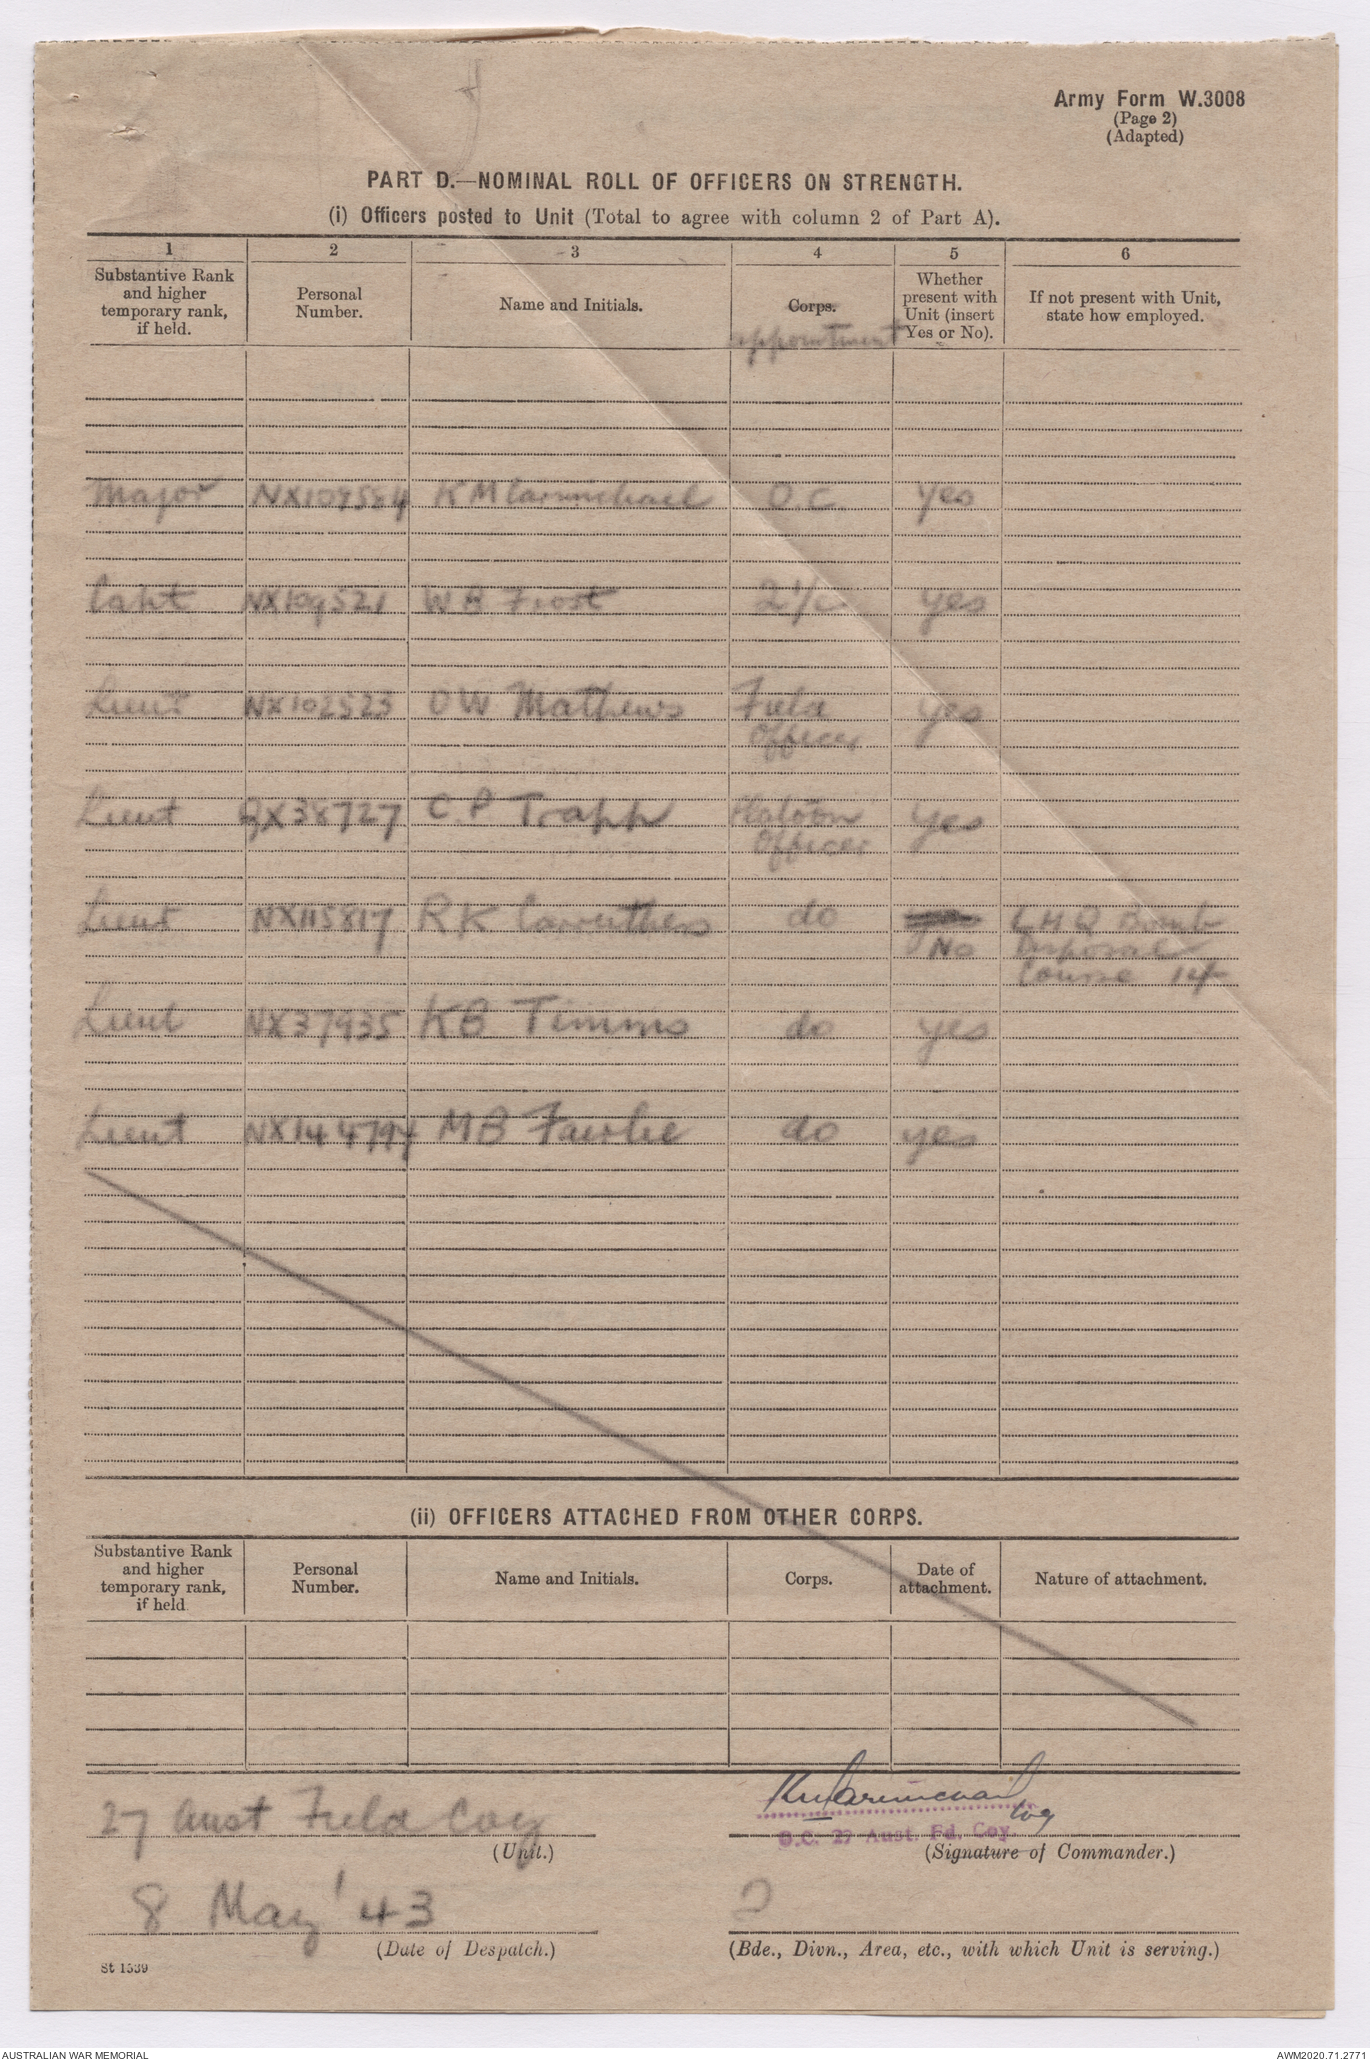 Army Form W.3008
(Page 2)
(Adapted)
PART D.—NOMINAL ROLL OF OFFICERS ON STRENGTH.
(i) Officers posted to Unit (Total to agree with column 2 of Part A).
1 2 3 4 5 6
Substantive Rank and higher temporary rank, if held. Personal Number. Name and Initials. Corps. appointment Whether present with Unit (insert Yes or No). If not present with Unit, state how employed.
Major NX109584 K M Carmichael O.C. yes
Capt NX109521 W B Frost 2 I/C yes
Lieut NX102523 O W Mathews Field Officer yes
Lieut QX38727 C P Trapp Platoon Officer yes
Lieut NX115817 R K Carruthers do No L H Q Bomb Disposal Course 14
Lieut NX37935 K B Timms do yes
Lieut NX144794 M B Fairlie do yes
(ii) OFFICERS ATTACHED FROM OTHER CORPS.
Substantive Rank and higher temporary rank, if held Personal Number. Name and Initials. Corps. Date of attachment. Nature of attachment.
27 Aust Field Coy
(Unit.)
KM Carmichael
O.C. 27 Aust. Fd. Coy.
(Signature of Commander.)
8 May '43
(Date of Despatch.)
(Bde., Divn., Area, etc., with which Unit is serving.)
St 1539
AUSTRALIAN WAR MEMORIAL
AWM2020.71.2771